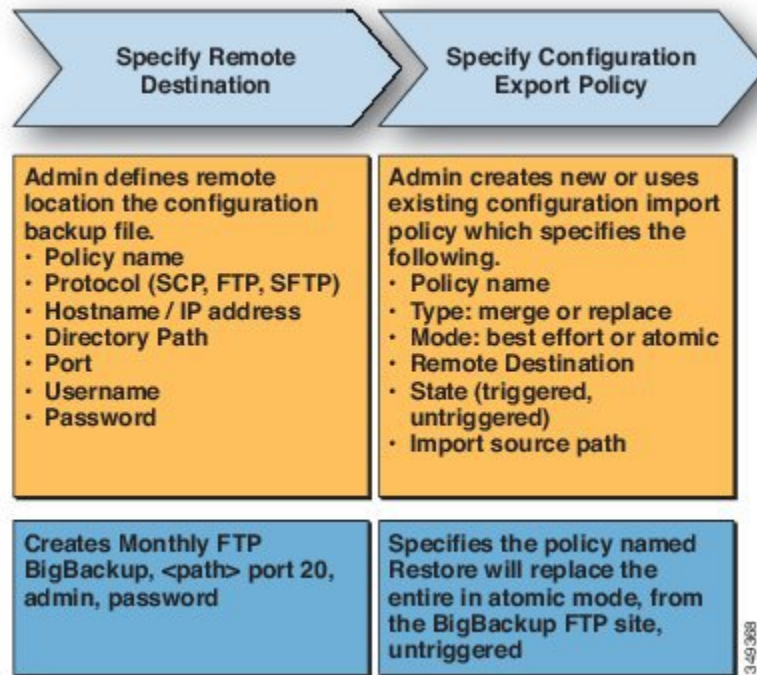 Specify Remote
Destination
Specify Configuration
Export Policy
Admin defines remote
location the configuration
backup file.
• Policy name
• Protocol (SCP, FTP, SFTP)
• Hostname / IP address
• Directory Path
• Port
• Username
• Password
Admin creates new or uses
existing configuration import
policy which specifies the
following.
• Policy name
• Type: merge or replace
• Mode: best effort or atomic
• Remote Destination
• State (triggered,
untriggered)
• Import source path
Creates Monthly FTP
BigBackup, <path> port 20,
admin, password
Specifies the policy named
Restore will replace the
entire in atomic mode, from
the BigBackup FTP site,
untriggered
349368